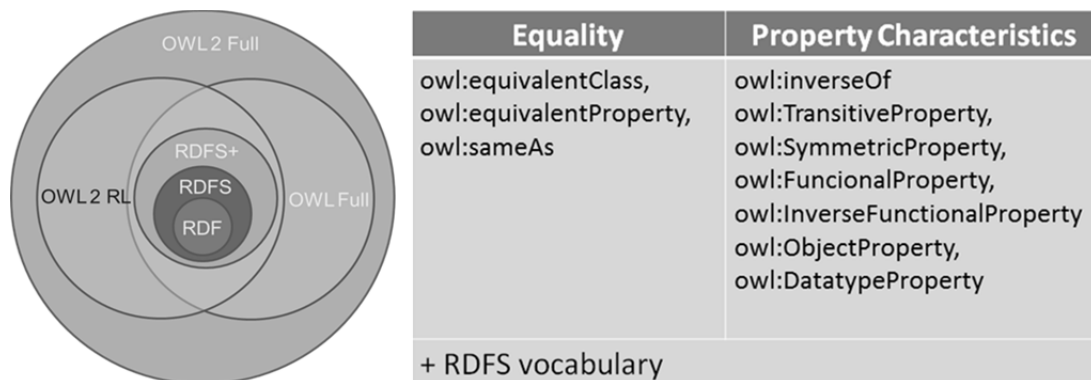 OWL 2 Full
RDFS+
RDFS
OWL 2 RL
OWL Full
RDF
Equality
Property Characteristics
owl:equivalentClass,
owl:equivalentProperty,
owl:sameAs
owl:inverseOf
owl:TransitiveProperty,
owl:SymmetricProperty,
owl:FuncionalProperty,
owl:InverseFunctionalProperty
owl:ObjectProperty,
owl:DatatypeProperty
+ RDFS vocabulary